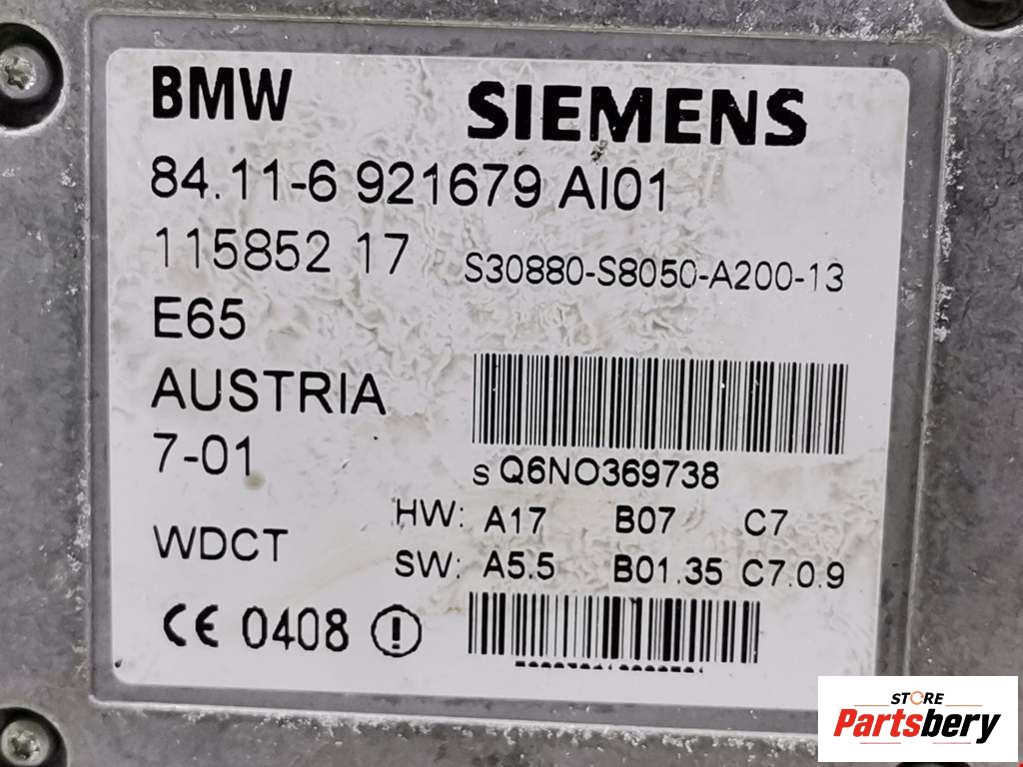 BMW
SIEMENS
84.11-6 921679 AI01
115852 17
S30880-S8050-A200-13
E65
AUSTRIA
7-01
s Q6NO369738
HW: A17 B07 C7
WDCT
SW: A5.5 B01.35 C7.0.9
CE 0408
STORE
Partsbery